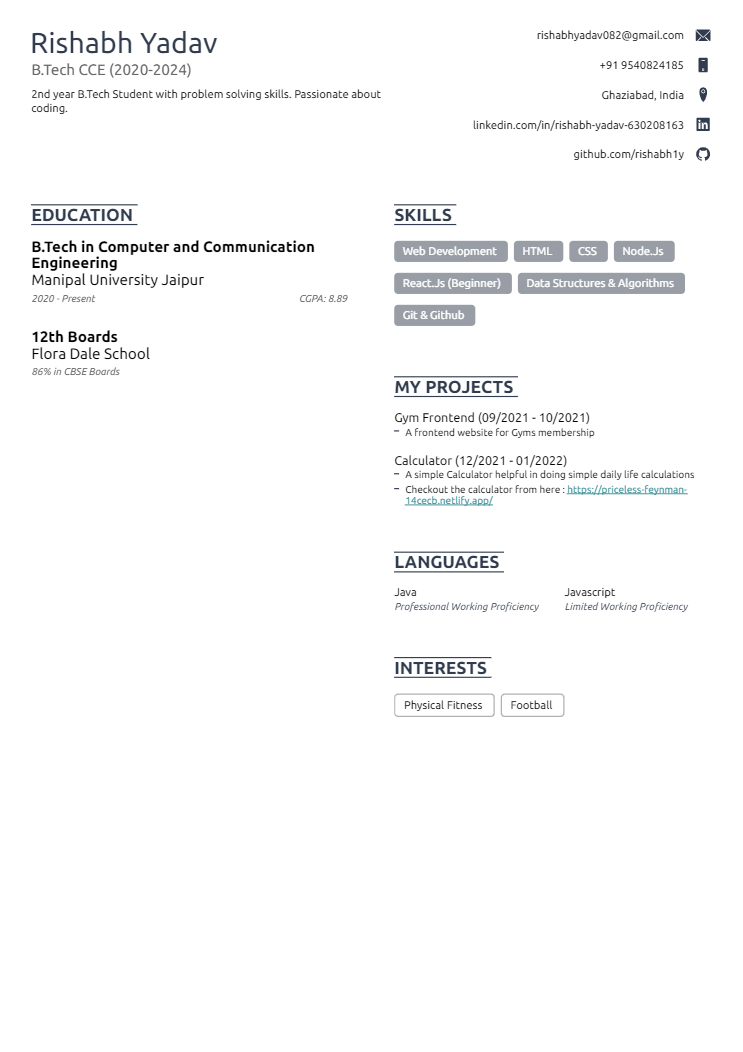 Rishabh Yadav
B.Tech CCE (2020-2024)
2nd year B.Tech Student with problem solving skills. Passionate about
coding.
rishabhyadav082@gmail.com
+91 9540824185
Ghaziabad, India
linkedin.com/in/rishabh-yadav-630208163
github.com/rishabh1y
EDUCATION
B.Tech in Computer and Communication
Engineering
Manipal University Jaipur
2020 - Present CGPA: 8.89
12th Boards
Flora Dale School
86% in CBSE Boards
SKILLS
Web Development HTML CSS Node.Js
React.Js (Beginner) Data Structures & Algorithms
Git & Github
MY PROJECTS
Gym Frontend (09/2021 - 10/2021)
– A frontend website for Gyms membership
Calculator (12/2021 - 01/2022)
– A simple Calculator helpful in doing simple daily life calculations
– Checkout the calculator from here : https://priceless-feynman-
14cecb.netlify.app/
LANGUAGES
Java Javascript
Professional Working Proficiency Limited Working Proficiency
INTERESTS
Physical Fitness Football